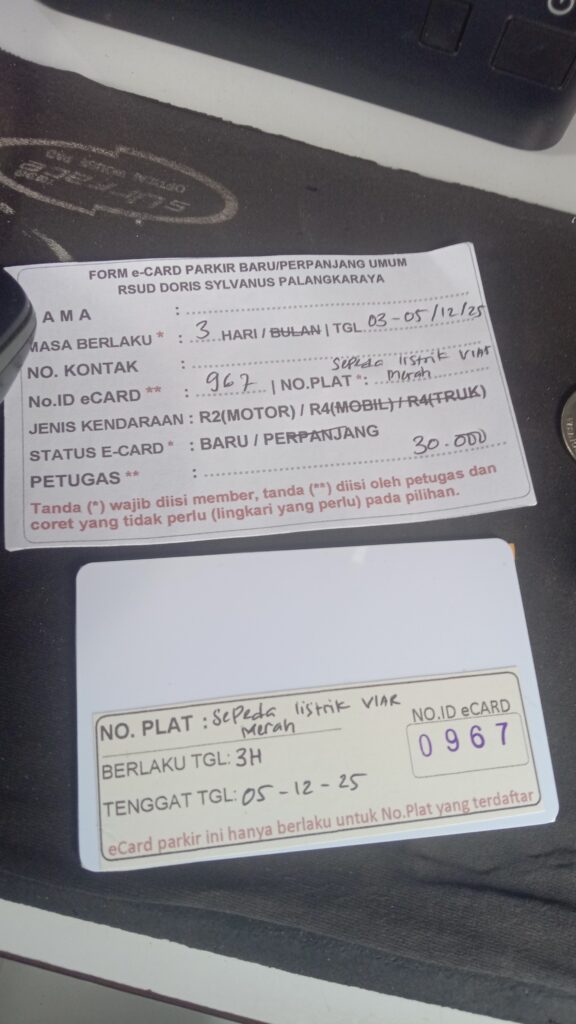 SURFACE
1998
FORM e-CARD PARKIR BARU/PERPANJANG UMUM
RSUD DORIS SYLVANUS PALANGKARAYA
AMA :
MASA BERLAKU * : 3 HARI / BULAN | TGL 03 - 05/12/25
NO. KONTAK :
No.ID eCARD ** : 967 | NO.PLAT *: Sepeda listrik VIAR Merah
JENIS KENDARAAN : R2(MOTOR) / R4(MOBIL) / R4(TRUK)
STATUS E-CARD * : BARU / PERPANJANG
30.000
PETUGAS ** :
Tanda (*) wajib diisi member, tanda (**) diisi oleh petugas dan
coret yang tidak perlu (lingkari yang perlu) pada pilihan.
NO. PLAT : Sepeda listrik VIAR
Merah
NO.ID eCARD
0967
BERLAKU TGL: 3H
TENGGAT TGL: 05 - 12 - 25
eCard parkir ini hanya berlaku untuk No.Plat yang terdaftar